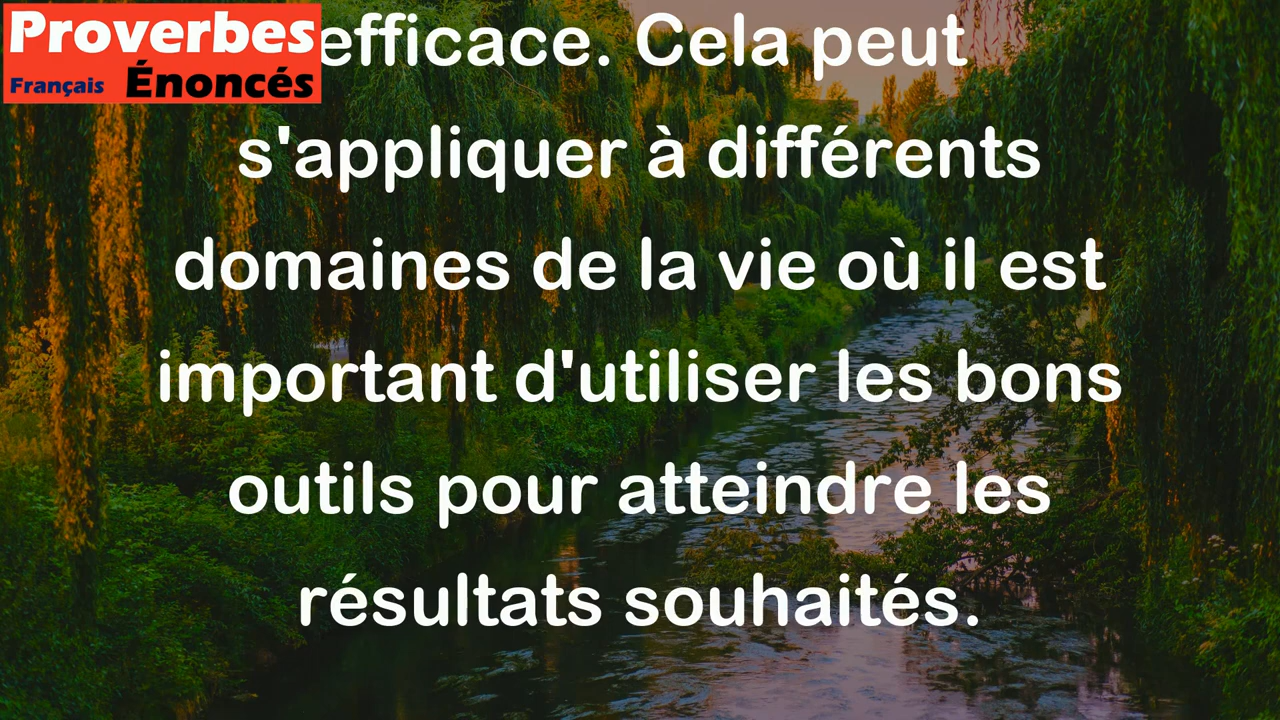 Proverbes
Français Énoncés
efficace. Cela peut
s'appliquer à différents
domaines de la vie où il est
important d'utiliser les bons
outils pour atteindre les
résultats souhaités.